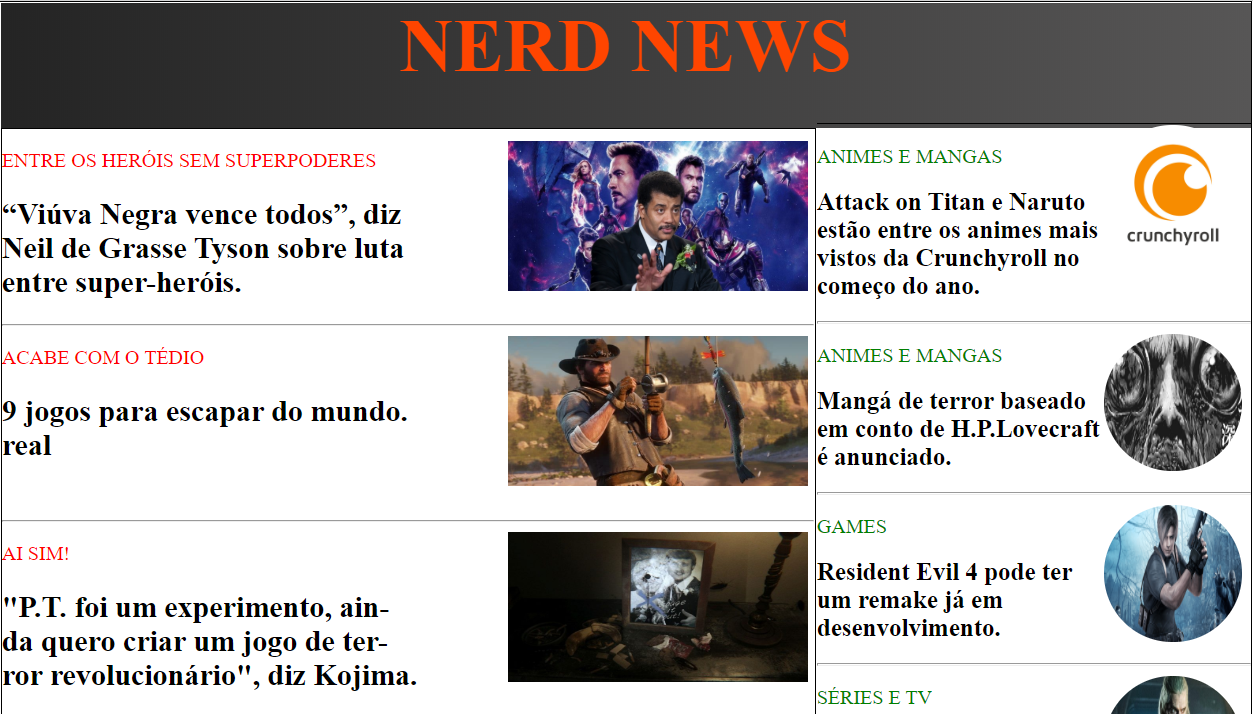 NERD NEWS
ENTRE OS HERÓIS SEM SUPERPODERES
“Viúva Negra vence todos”, diz
Neil de Grasse Tyson sobre luta
entre super-heróis.
ACABE COM O TÉDIO
9 jogos para escapar do mundo.
real
AI SIM!
"P.T. foi um experimento, ain-
da quero criar um jogo de ter-
ror revolucionário", diz Kojima.
ANIMES E MANGAS
Attack on Titan e Naruto
estão entre os animes mais
vistos da Crunchyroll no
começo do ano.
crunchyroll
ANIMES E MANGAS
Mangá de terror baseado
em conto de H.P.Lovecraft
é anunciado.
GAMES
Resident Evil 4 pode ter
um remake já em
desenvolvimento.
SÉRIES E TV